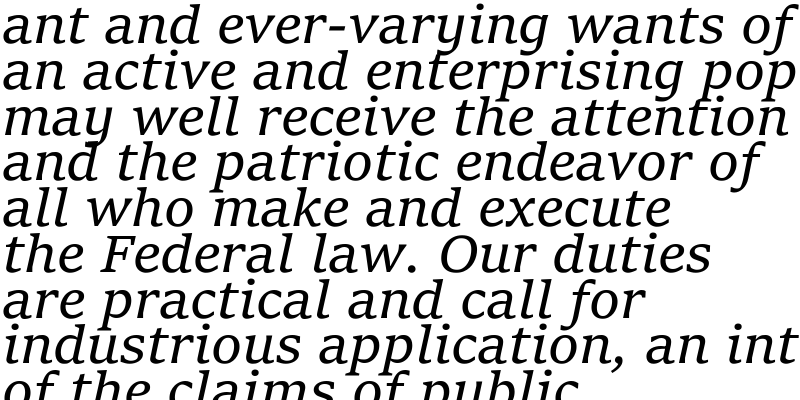 ant and ever-varying wants of
an active and enterprising pop
may well receive the attention
and the patriotic endeavor of
all who make and execute
the Federal law. Our duties
are practical and call for
industrious application, an int
of the claims of public